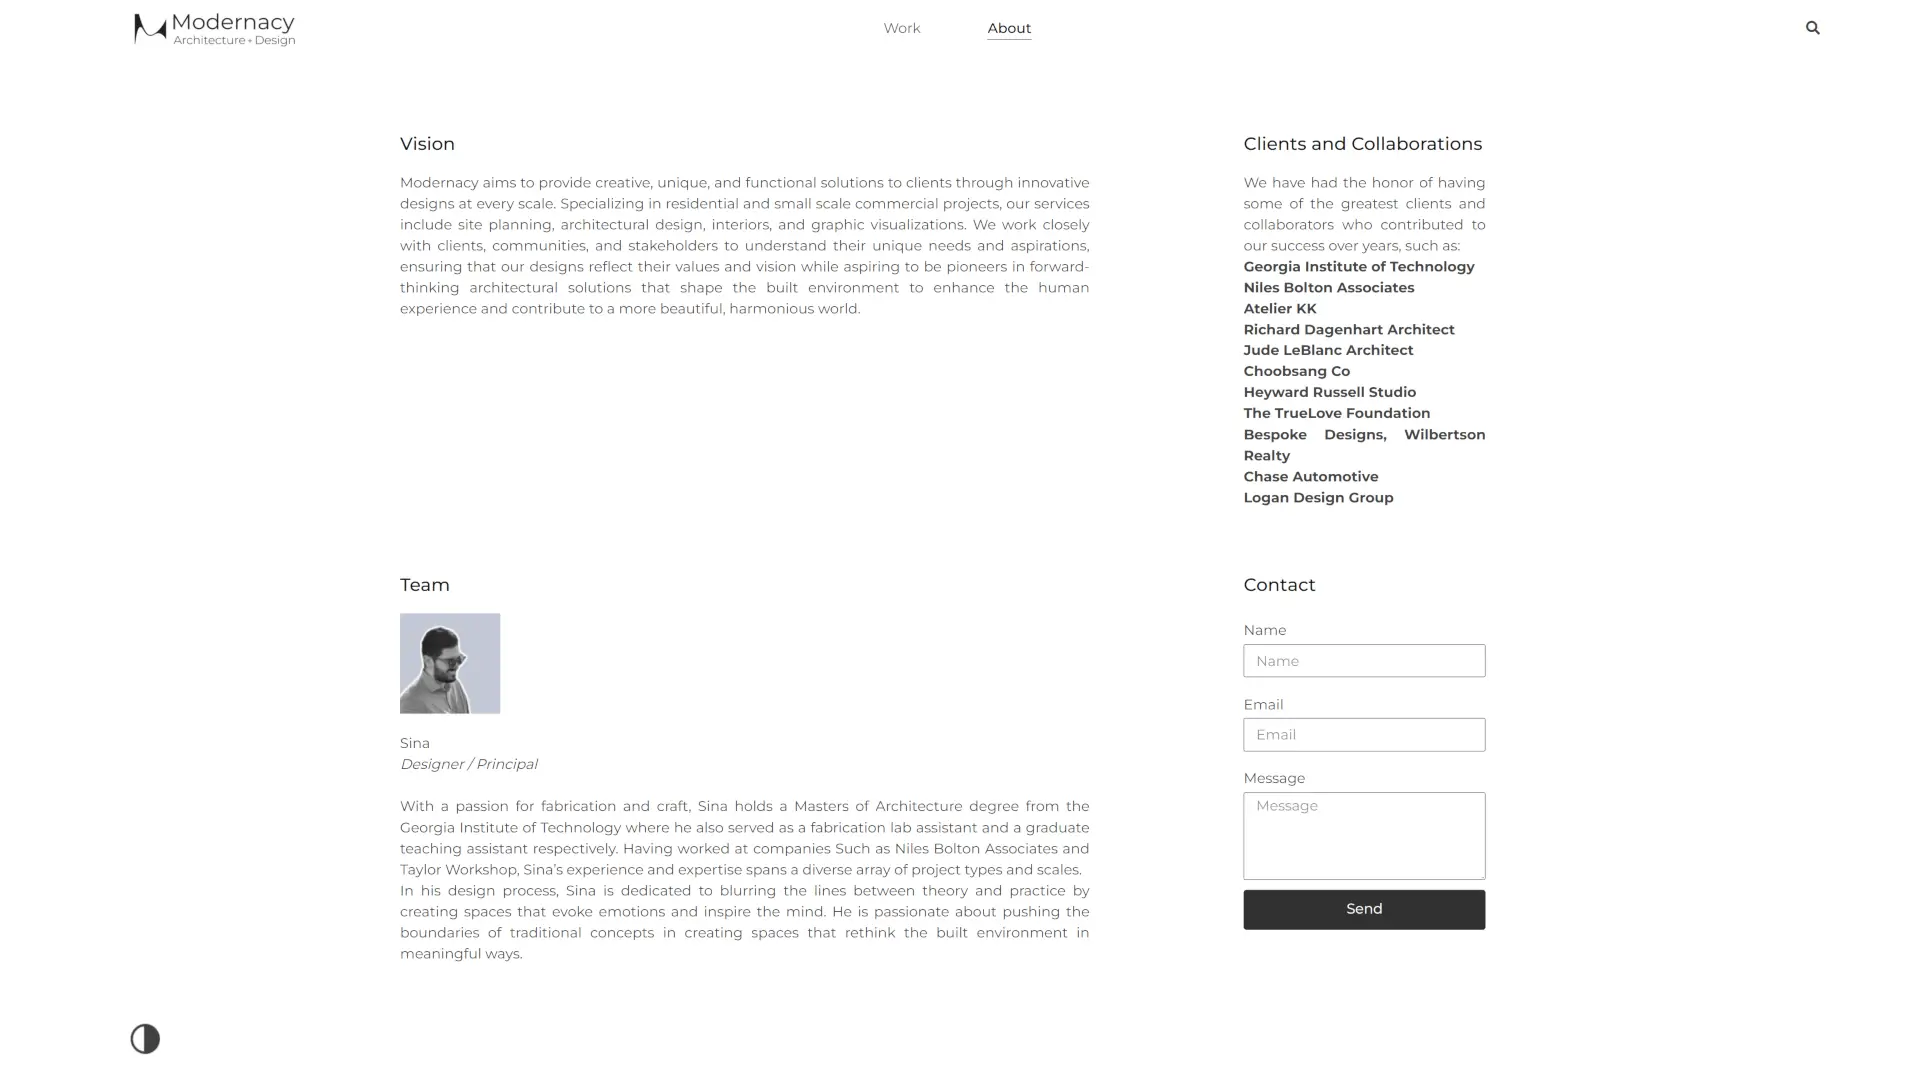 Modernacy
Architecture + Design
Work
About
Vision
Modernacy aims to provide creative, unique, and functional solutions to clients through innovative
designs at every scale. Specializing in residential and small scale commercial projects, our services
include site planning, architectural design, interiors, and graphic visualizations. We work closely
with clients, communities, and stakeholders to understand their unique needs and aspirations,
ensuring that our designs reflect their values and vision while aspiring to be pioneers in forward-
thinking architectural solutions that shape the built environment to enhance the human
experience and contribute to a more beautiful, harmonious world.
Clients and Collaborations
We have had the honor of having
some of the greatest clients and
collaborators who contributed to
our success over years, such as:
Georgia Institute of Technology
Niles Bolton Associates
Atelier KK
Richard Dagenhart Architect
Jude LeBlanc Architect
Choobsang Co
Heyward Russell Studio
The TrueLove Foundation
Bespoke Designs, Wilbertson
Realty
Chase Automotive
Logan Design Group
Team
Sina
Designer / Principal
With a passion for fabrication and craft, Sina holds a Masters of Architecture degree from the
Georgia Institute of Technology where he also served as a fabrication lab assistant and a graduate
teaching assistant respectively. Having worked at companies Such as Niles Bolton Associates and
Taylor Workshop, Sina’s experience and expertise spans a diverse array of project types and scales.
In his design process, Sina is dedicated to blurring the lines between theory and practice by
creating spaces that evoke emotions and inspire the mind. He is passionate about pushing the
boundaries of traditional concepts in creating spaces that rethink the built environment in
meaningful ways.
Contact
Name
Name
Email
Email
Message
Message
Send